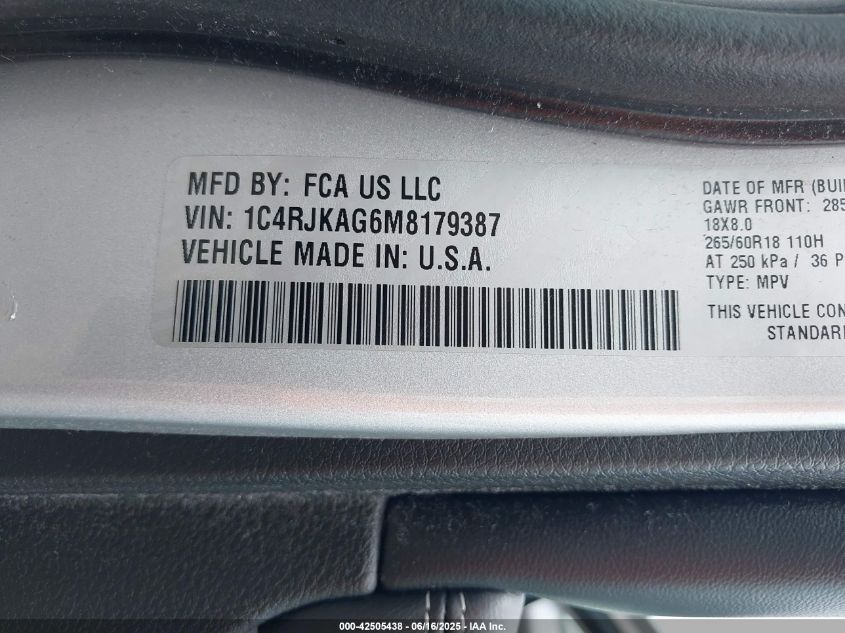 MFD BY: FCA US LLC
VIN: 1C4RJKAG6M8179387
VEHICLE MADE IN: U.S.A.
DATE OF MFR (BUI
GAWR FRONT: 285
18X8.0
265/60R18 110H
AT 250 kPa / 36 P
TYPE: MPV
THIS VEHICLE CON
STANDAR
000-42505438 - 06/16/2025 - IAA Inc.